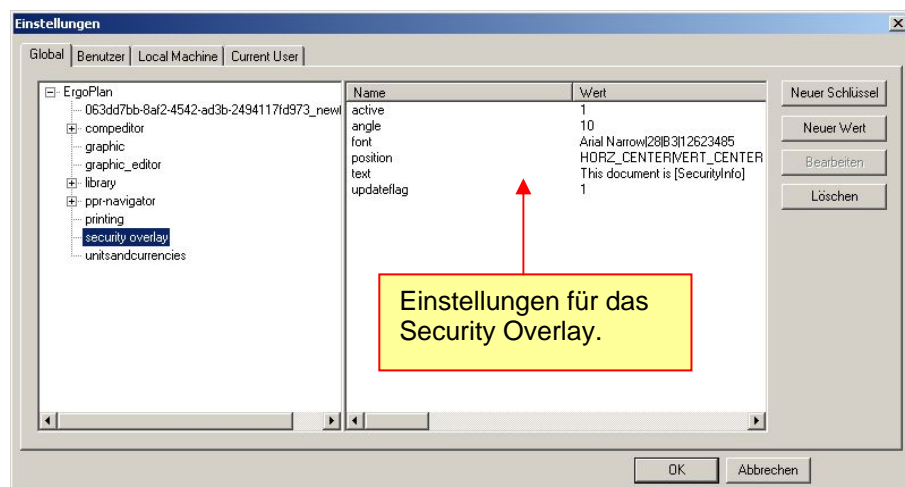 Einstellungen
Global Benutzer Local Machine Current User
ErgoPlan
063dd7bb-8af2-4542-ad3b-2494117fd973_newl
compeditor
graphic
graphic_editor
library
ppr-navigator
printing
security overlay
unitsandcurrencies
Name Wert
active 1
angle 10
font Arial Narrow|28|B3|12623485
position HORZ_CENTER|VERT_CENTER
text This document is [SecurityInfo]
updateflag 1
Neuer Schlüssel
Neuer Wert
Bearbeiten
Löschen
Einstellungen für das
Security Overlay.
OK Abbrechen